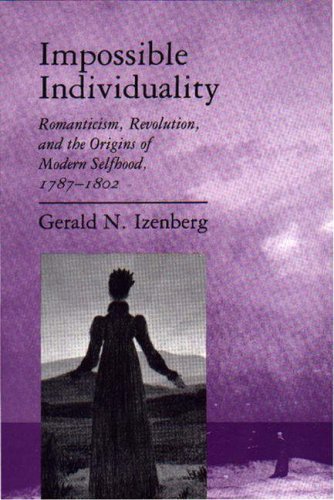 Impossible
Individuality
Romanticism, Revolution,
and the Origins of
Modern Selfhood,
1787–1802
Gerald N. Izenberg